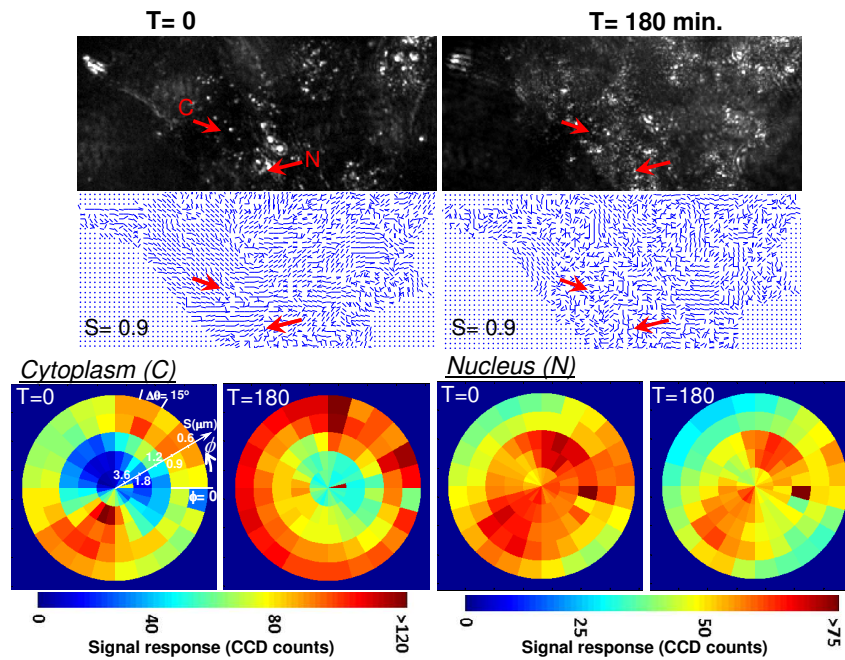 T= 0
T= 180 min.
C
N
S= 0.9
S= 0.9
Cytoplasm (C)
Nucleus (N)
T=0
Δθ= 15º
S(μm)
0.6
0.9
1.2
1.8
3.6
ϕ
ϕ= 0
T=180
T=0
T=180
0
40
80
>120
Signal response (CCD counts)
0
25
50
>75
Signal response (CCD counts)